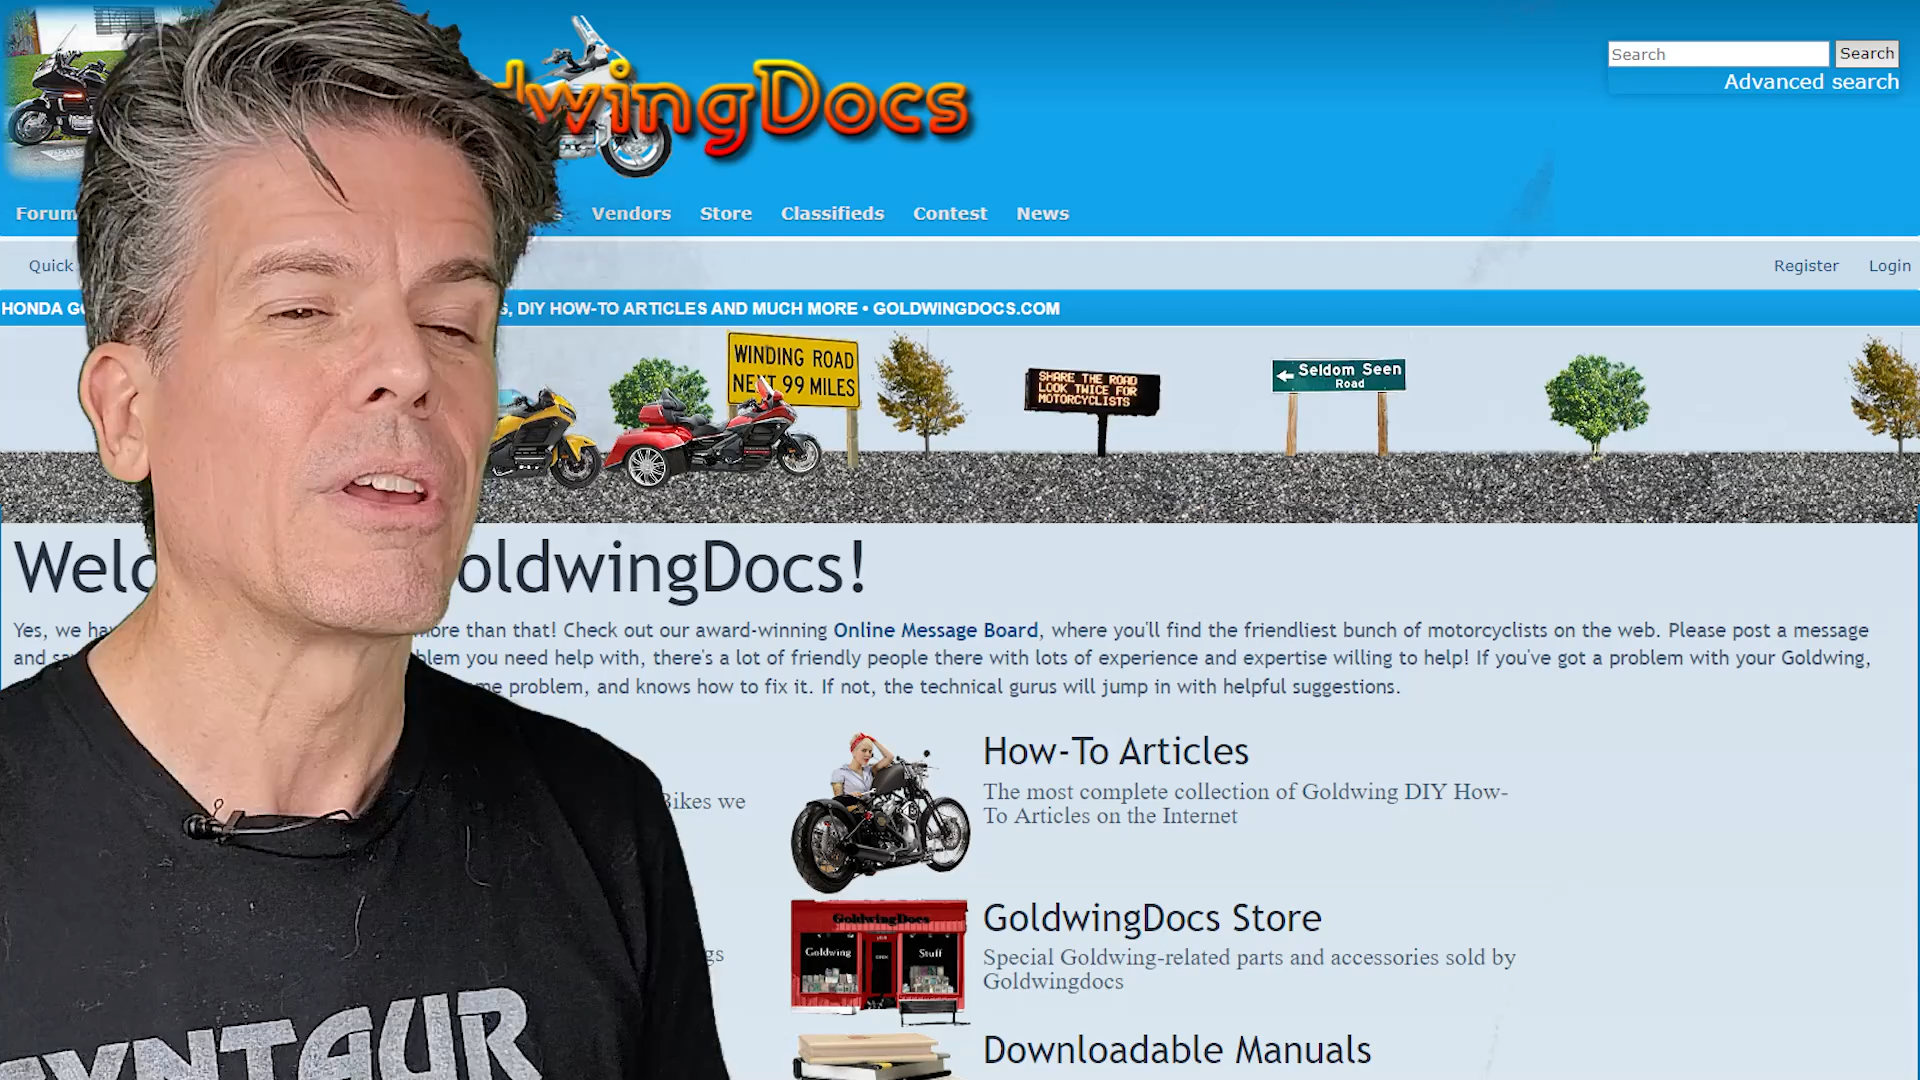 wingDocs
Search
Search
Advanced search
Forum
Vendors
Store
Classifieds
Contest
News
Quick
Register
Login
HONDA
DIY HOW-TO ARTICLES AND MUCH MORE • GOLDWINGDOCS.COM
WINDING ROAD
NEXT 99 MILES
SHARE THE ROAD
LOOK TWICE FOR
MOTORCYCLISTS
Seldom Seen
Road
Welc oldwingDocs!
Yes, we more than that! Check out our award-winning Online Message Board, where you'll find the friendliest bunch of motorcyclists on the web. Please post a message
and blem you need help with, there's a lot of friendly people there with lots of experience and expertise willing to help! If you've got a problem with your Goldwing,
me problem, and knows how to fix it. If not, the technical gurus will jump in with helpful suggestions.
How-To Articles
The most complete collection of Goldwing DIY How-
To Articles on the Internet
Bikes we
GoldwingDocs
Goldwing
Stuff
GoldwingDocs Store
Special Goldwing-related parts and accessories sold by
Goldwingdocs
gs
Downloadable Manuals
SYNTAUR